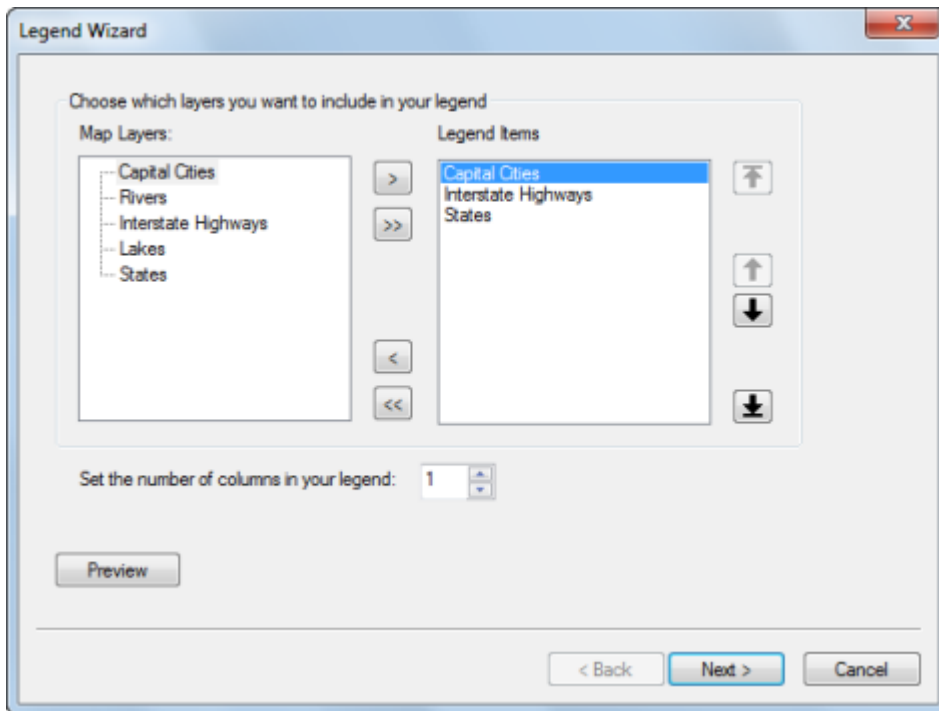 Legend Wizard
Choose which layers you want to include in your legend
Map Layers:
Capital Cities
Rivers
Interstate Highways
Lakes
States
>
>>
<
<<
Legend Items
Capital Cities
Interstate Highways
States
Set the number of columns in your legend: 1
Preview
< Back Next > Cancel